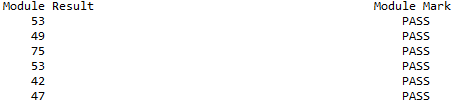 Module Result Module Mark
53 PASS
49 PASS
75 PASS
53 PASS
42 PASS
47 PASS